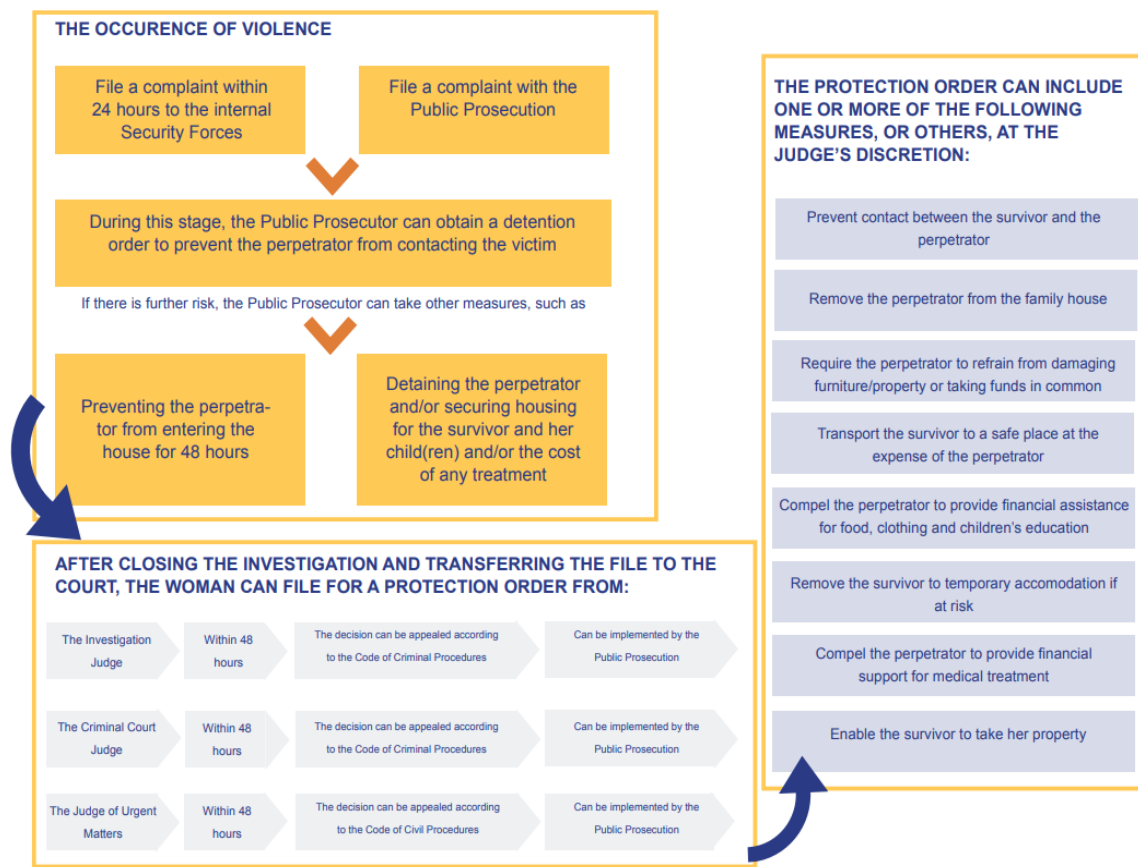 THE OCCURENCE OF VIOLENCE
File a complaint within
24 hours to the internal
Security Forces
File a complaint with the
Public Prosecution
During this stage, the Public Prosecutor can obtain a detention
order to prevent the perpetrator from contacting the victim
If there is further risk, the Public Prosecutor can take other measures, such as
Preventing the perpetra-
tor from entering the
house for 48 hours
Detaining the perpetrator
and/or securing housing
for the survivor and her
child(ren) and/or the cost
of any treatment
AFTER CLOSING THE INVESTIGATION AND TRANSFERRING THE FILE TO THE
COURT, THE WOMAN CAN FILE FOR A PROTECTION ORDER FROM:
The Investigation
Judge
Within 48
hours
The decision can be appealed according
to the Code of Criminal Procedures
Can be implemented by the
Public Prosecution
The Criminal Court
Judge
Within 48
hours
The decision can be appealed according
to the Code of Criminal Procedures
Can be implemented by the
Public Prosecution
The Judge of Urgent
Matters
Within 48
hours
The decision can be appealed according
to the Code of Civil Procedures
Can be implemented by the
Public Prosecution
THE PROTECTION ORDER CAN INCLUDE
ONE OR MORE OF THE FOLLOWING
MEASURES, OR OTHERS, AT THE
JUDGE'S DISCRETION:
Prevent contact between the survivor and the
perpetrator
Remove the perpetrator from the family house
Require the perpetrator to refrain from damaging
furniture/property or taking funds in common
Transport the survivor to a safe place at the
expense of the perpetrator
Compel the perpetrator to provide financial assistance
for food, clothing and children's education
Remove the survivor to temporary accomodation if
at risk
Compel the perpetrator to provide financial
support for medical treatment
Enable the survivor to take her property